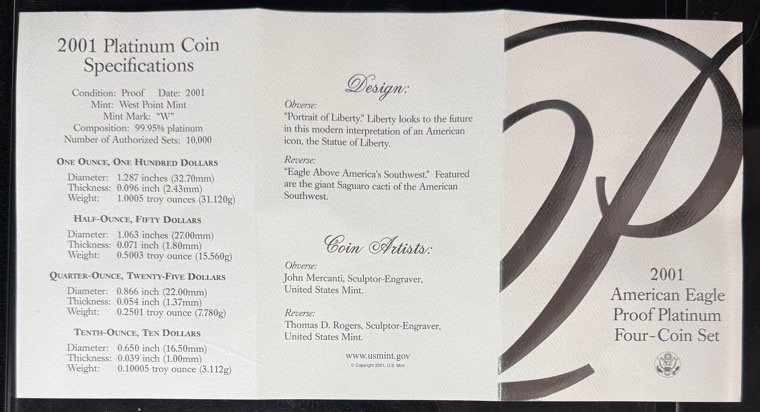 2001 Platinum Coin
Specifications
Condition: Proof Date: 2001
Mint: West Point Mint
Mint Mark: “W”
Composition: 99.95% platinum
Number of Authorized Sets: 10,000
ONE OUNCE, ONE HUNDRED DOLLARS
Diameter: 1.287 inches (32.70mm)
Thickness: 0.096 inch (2.43mm)
Weight: 1.0005 troy ounces (31.120g)
HALF-OUNCE, FIFTY DOLLARS
Diameter: 1.063 inches (27.00mm)
Thickness: 0.071 inch (1.80mm)
Weight: 0.5003 troy ounces (15.560g)
QUARTER-OUNCE, TWENTY-FIVE DOLLARS
Diameter: 0.866 inch (22.00mm)
Thickness: 0.054 inch (1.37mm)
Weight: 0.2501 troy ounce (7.780g)
TENTH-OUNCE, TEN DOLLARS
Diameter: 0.650 inch (16.50mm)
Thickness: 0.039 inch (1.00mm)
Weight: 0.10005 troy ounce (3.112g)
Design:
Obverse:
"Portrait of Liberty." Liberty looks to the future
in this modern interpretation of an American
icon, the Statue of Liberty.
Reverse:
"Eagle Above America's Southwest." Featured
are the giant Saguaro cacti of the American
Southwest.
Coin Artists:
Obverse:
John Mercanti, Sculptor-Engraver,
United States Mint.
Reverse:
Thomas D. Rogers, Sculptor-Engraver,
United States Mint.
www.usmint.gov
© Copyright 2001, U.S. Mint
P
2001
American Eagle
Proof Platinum
Four-Coin Set